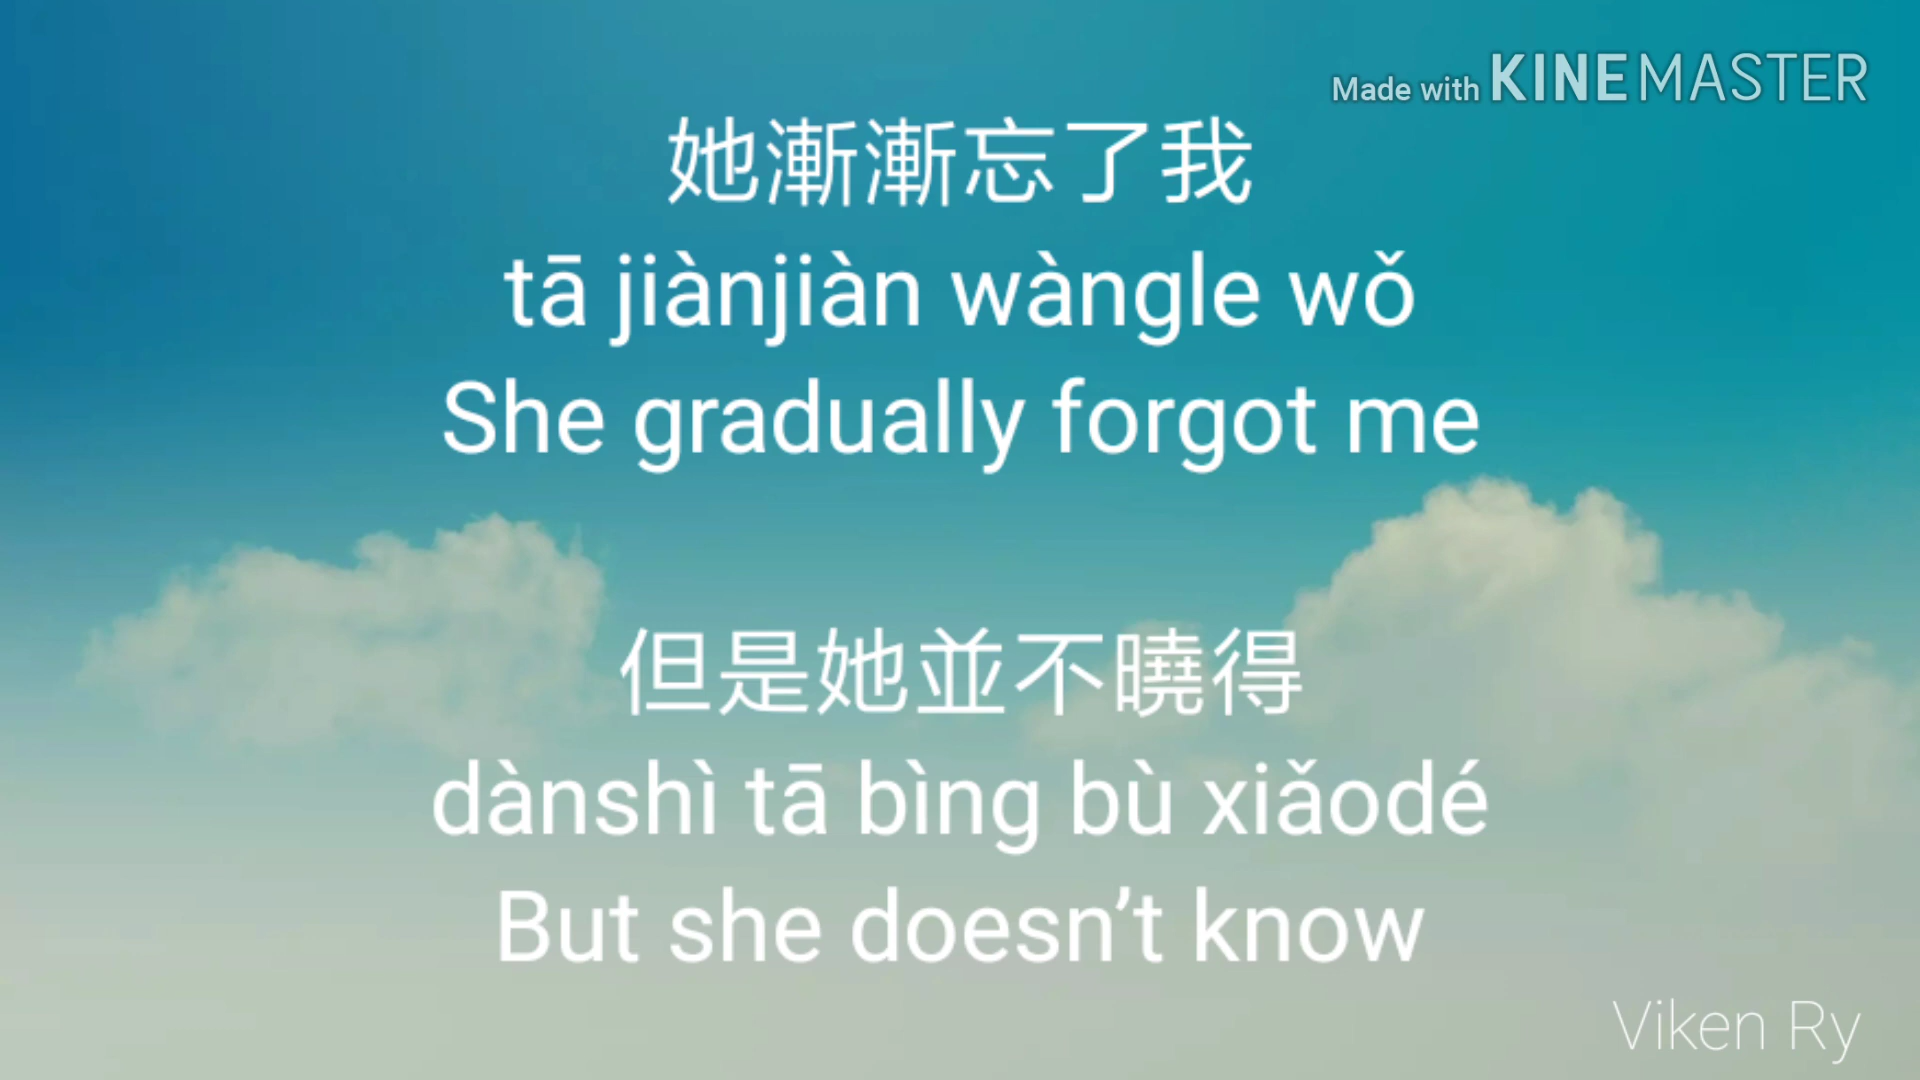 Made with KINEMASTER
她漸漸忘了我
tā jiànjiàn wàngle wǒ
She gradually forgot me
但是她並不曉得
dànshì tā bìng bù xiǎodé
But she doesn’t know
Viken Ry